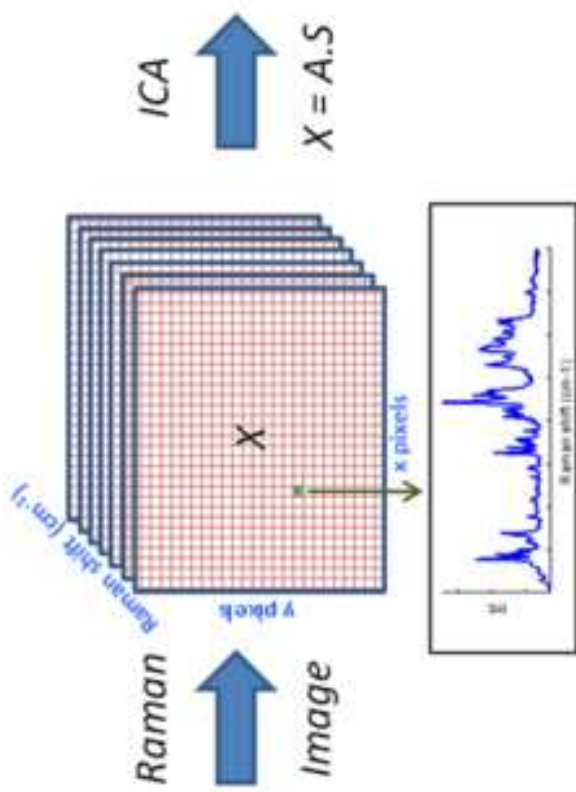 Raman
Image
Raman shift (cm⁻¹)
y pixels
X
x pixels
Raman shift (cm-1)
ICA
X = A.S